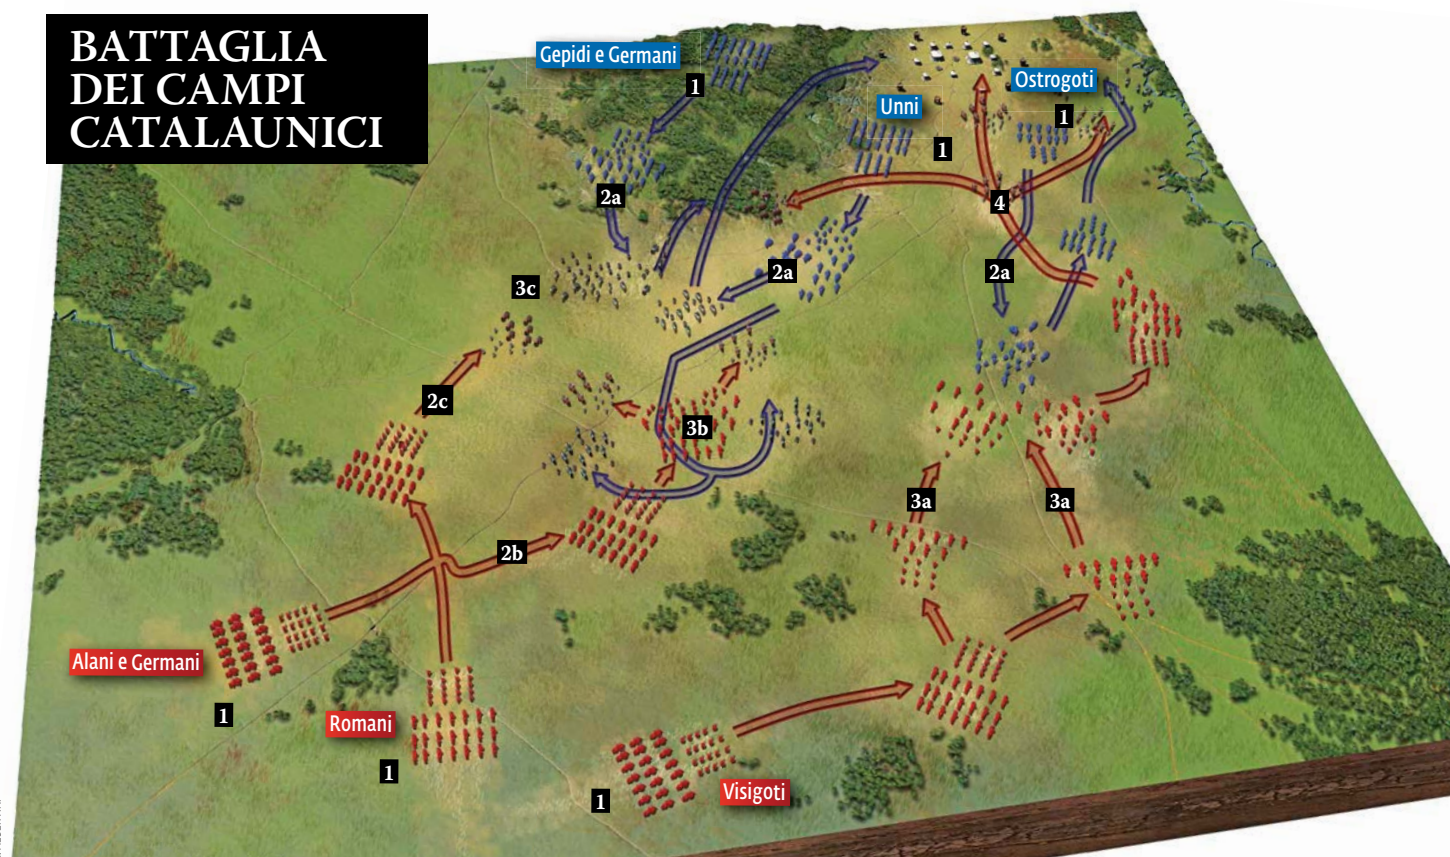 BATTAGLIA
DEI CAMPI
CATALAUNICI
Gepidi e Germani
1
Unni
1
Ostrogoti
1
2a
2a
2a
4
3c
2c
3b
2b
3a
3a
Alani e Germani
1
Romani
1
Visigoti
1